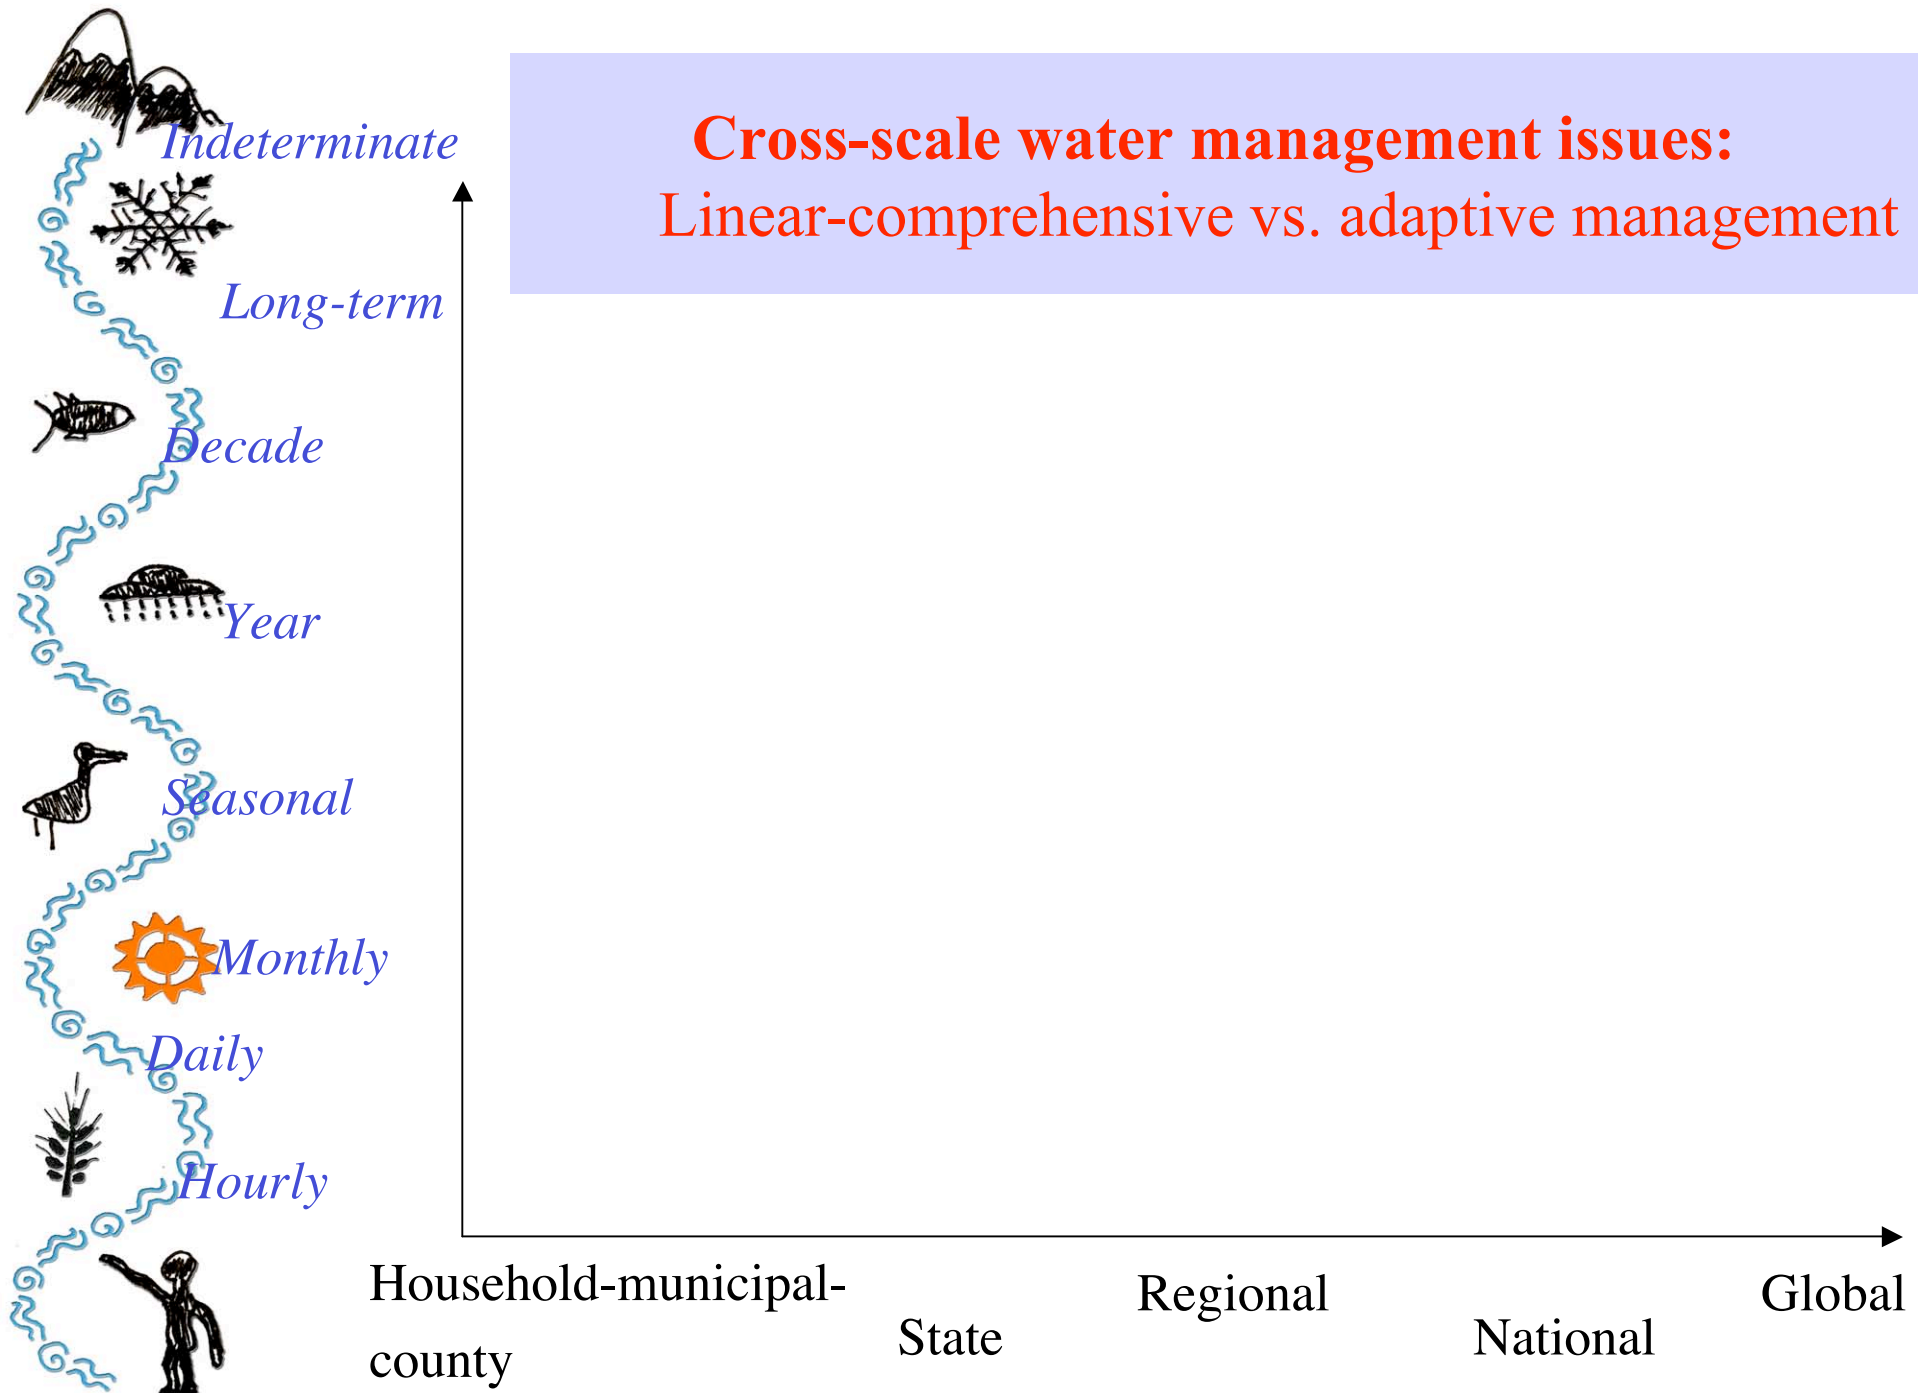 Cross-scale water management issues:
Linear-comprehensive vs. adaptive management
Indeterminate
Long-term
Decade
Year
Seasonal
Monthly
Daily
Hourly
Household-municipal-
county
State
Regional
National
Global